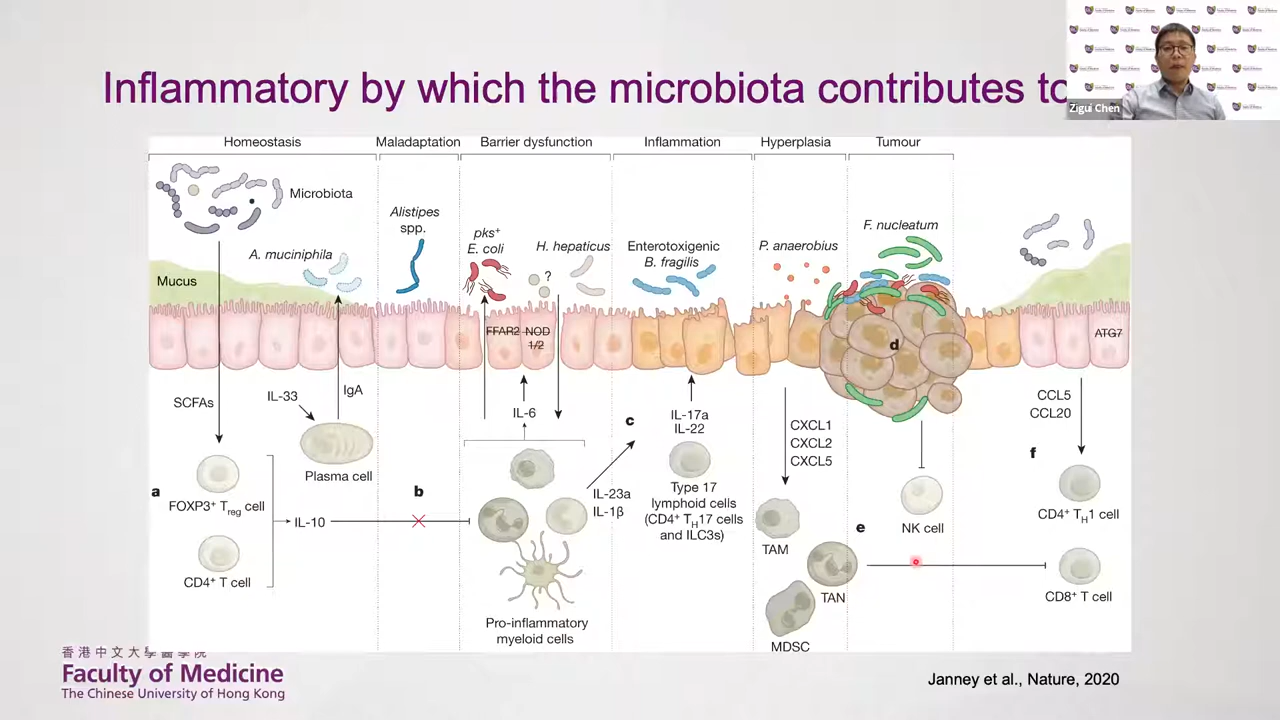 Inflammatory by which the microbiota contributes to
Zigui Chen
Homeostasis
Maladaptation
Barrier dysfunction
Inflammation
Hyperplasia
Tumour
Microbiota
A. muciniphila
Mucus
Alistipes
spp.
pks⁺
E. coli
H. hepaticus
?
Enterotoxigenic
B. fragilis
P. anaerobius
F. nucleatum
FFAR2
NOD
1/2
d
ATG7
SCFAs
IL-33
IgA
Plasma cell
a
FOXP3⁺ Treg cell
IL-10
CD4⁺ T cell
b
IL-6
c
IL-23a
IL-1β
Pro-inflammatory
myeloid cells
IL-17a
IL-22
Type 17
lymphoid cells
(CD4⁺ TH17 cells
and ILC3s)
CXCL1
CXCL2
CXCL5
TAM
e
TAN
MDSC
NK cell
CCL5
CCL20
f
CD4⁺ TH1 cell
CD8⁺ T cell
香港中文大學醫學院
Faculty of Medicine
The Chinese University of Hong Kong
Janney et al., Nature, 2020